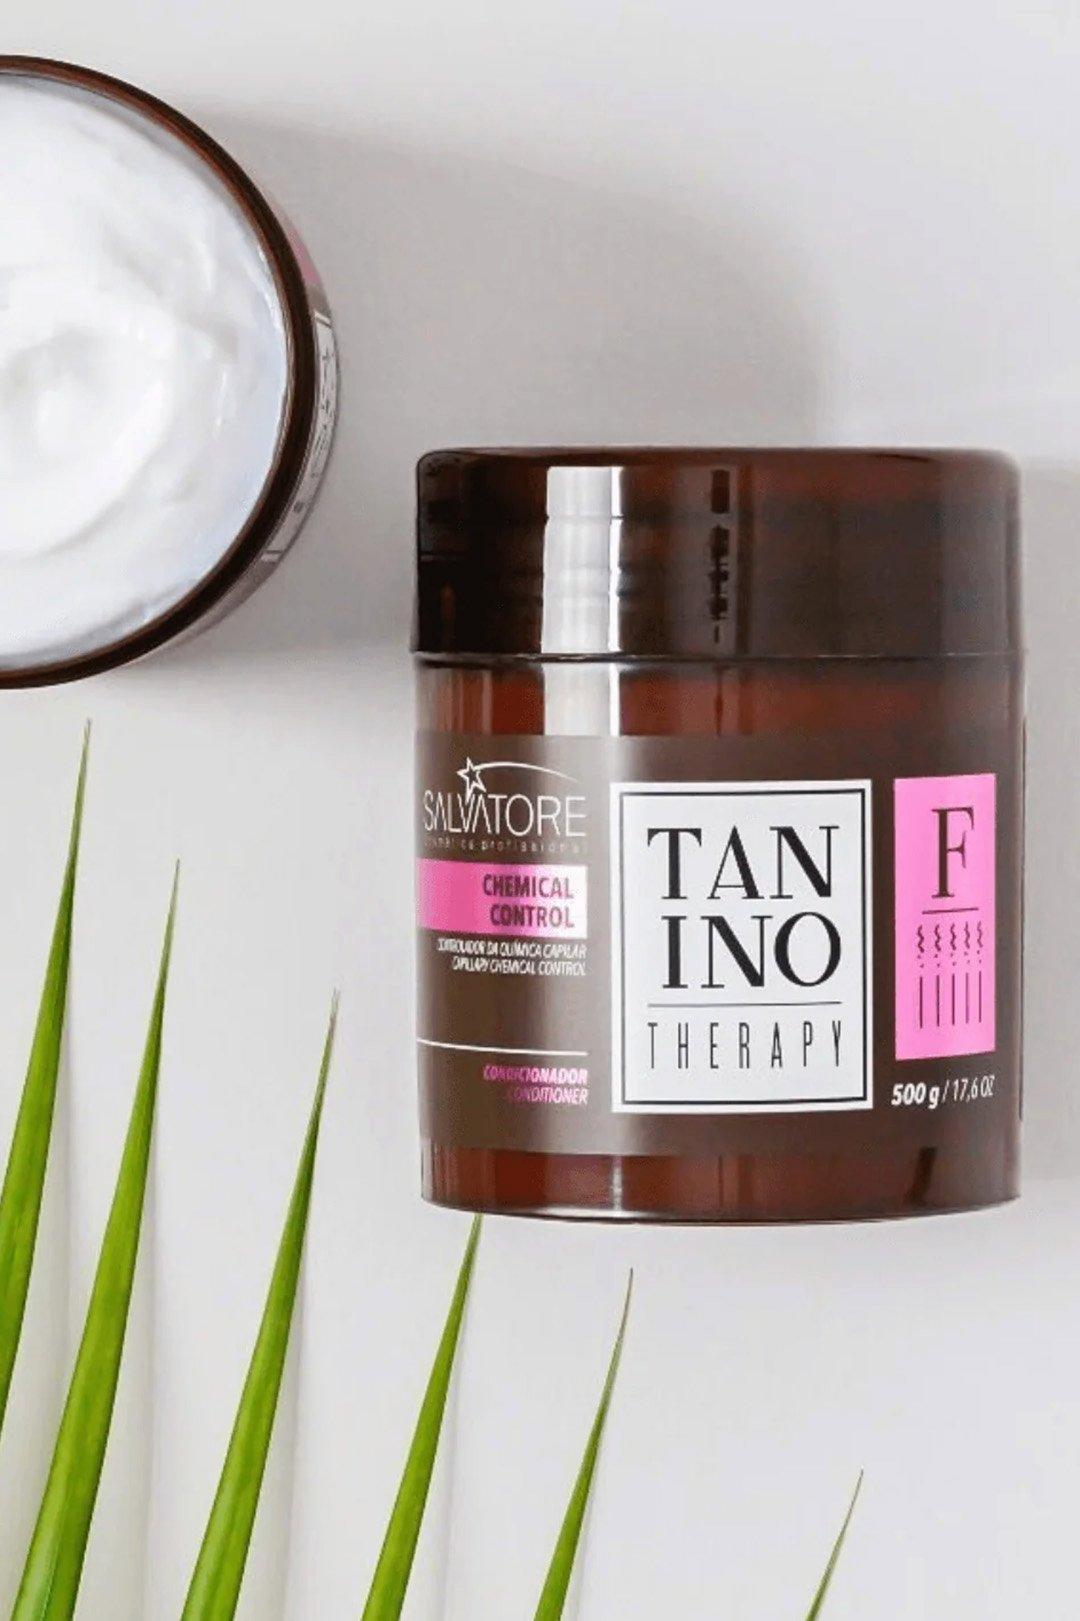 SALVATORE
cosmética profissional
CHEMICAL
CONTROL
CONTROLADOR DA QUÍMICA CAPILAR
CAPILLARY CHEMICAL CONTROL
CONDICIONADOR
CONDITIONER
TAN
INO
THERAPY
F
500 g / 17,6 OZ